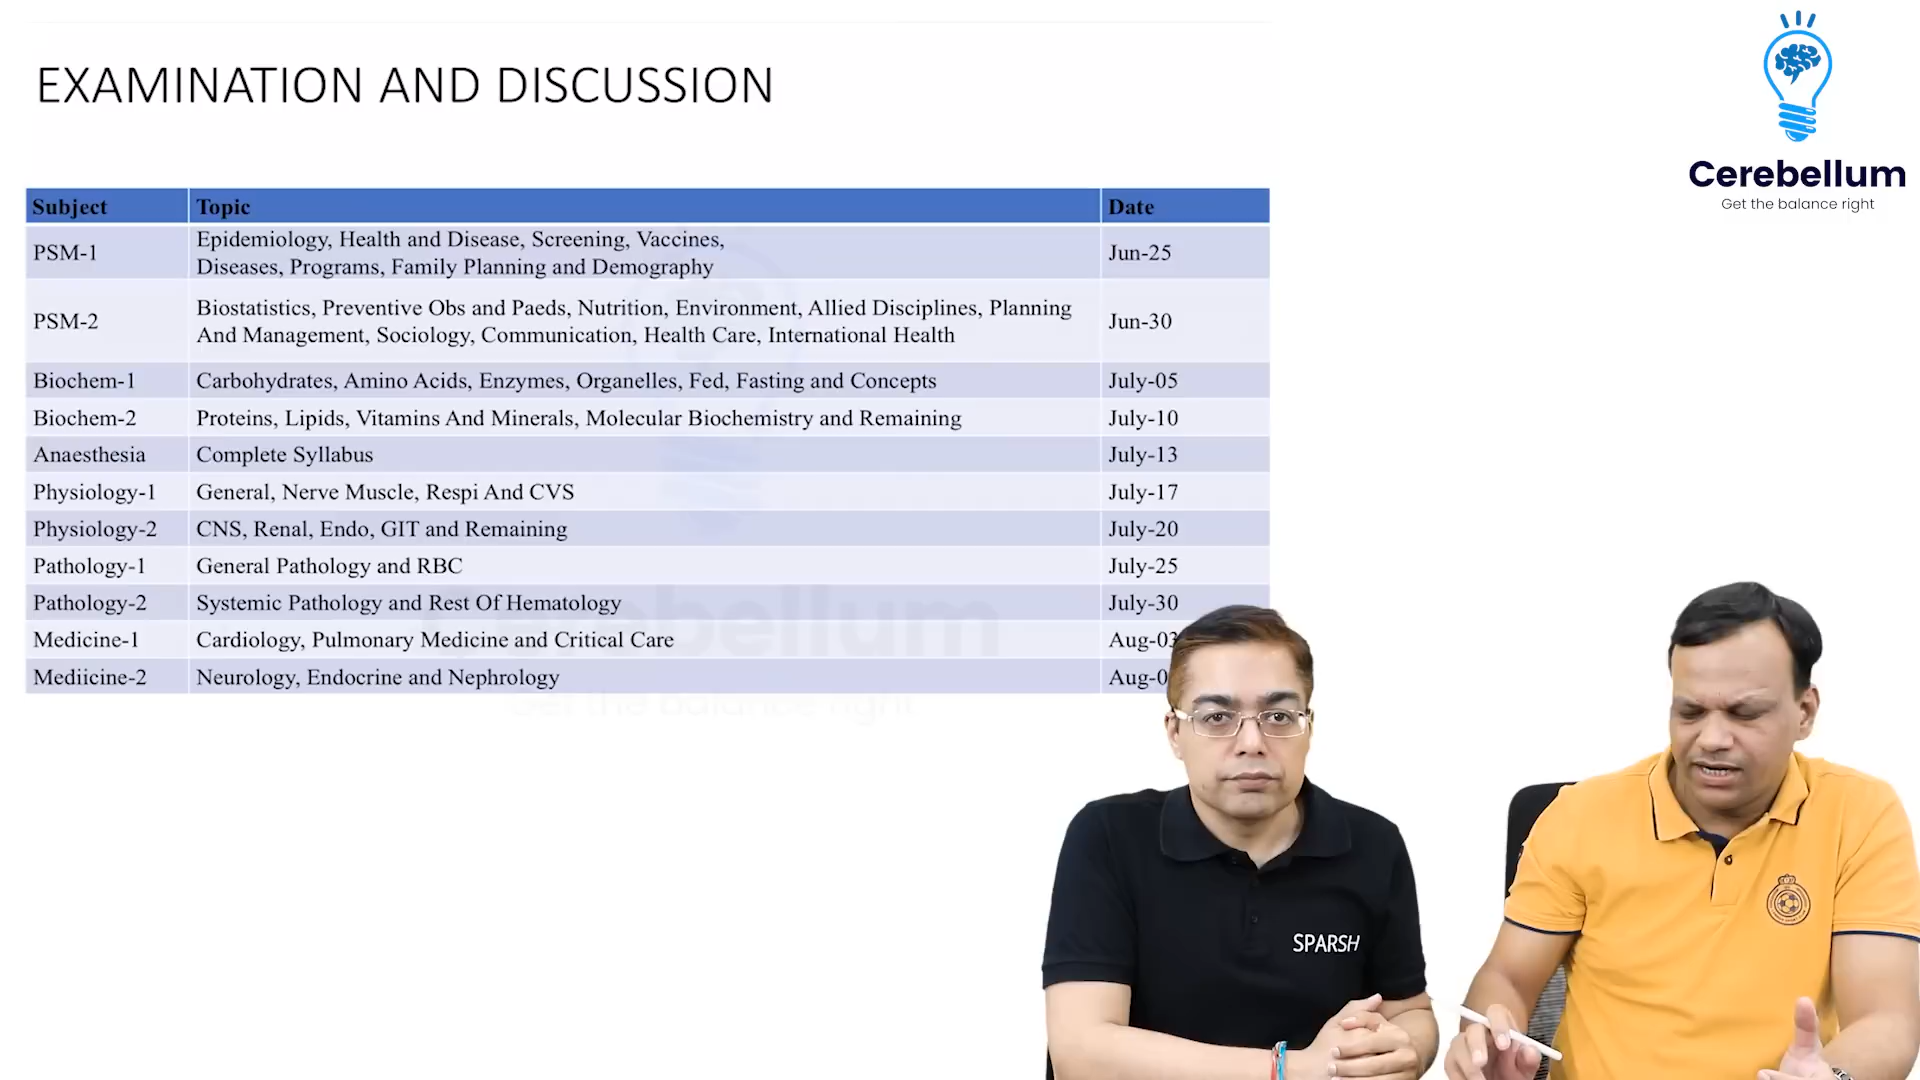 EXAMINATION AND DISCUSSION
Cerebellum
Get the balance right
Subject Topic Date
PSM-1 Epidemiology, Health and Disease, Screening, Vaccines,
Diseases, Programs, Family Planning and Demography Jun-25
PSM-2 Biostatistics, Preventive Obs and Paeds, Nutrition, Environment, Allied Disciplines, Planning
And Management, Sociology, Communication, Health Care, International Health Jun-30
Biochem-1 Carbohydrates, Amino Acids, Enzymes, Organelles, Fed, Fasting and Concepts July-05
Biochem-2 Proteins, Lipids, Vitamins And Minerals, Molecular Biochemistry and Remaining July-10
Anaesthesia Complete Syllabus July-13
Physiology-1 General, Nerve Muscle, Respi And CVS July-17
Physiology-2 CNS, Renal, Endo, GIT and Remaining July-20
Pathology-1 General Pathology and RBC July-25
Pathology-2 Systemic Pathology and Rest Of Hematology July-30
Medicine-1 Cardiology, Pulmonary Medicine and Critical Care Aug-03
Mediicine-2 Neurology, Endocrine and Nephrology
Cerebellum
Get the balance right
SPARSH